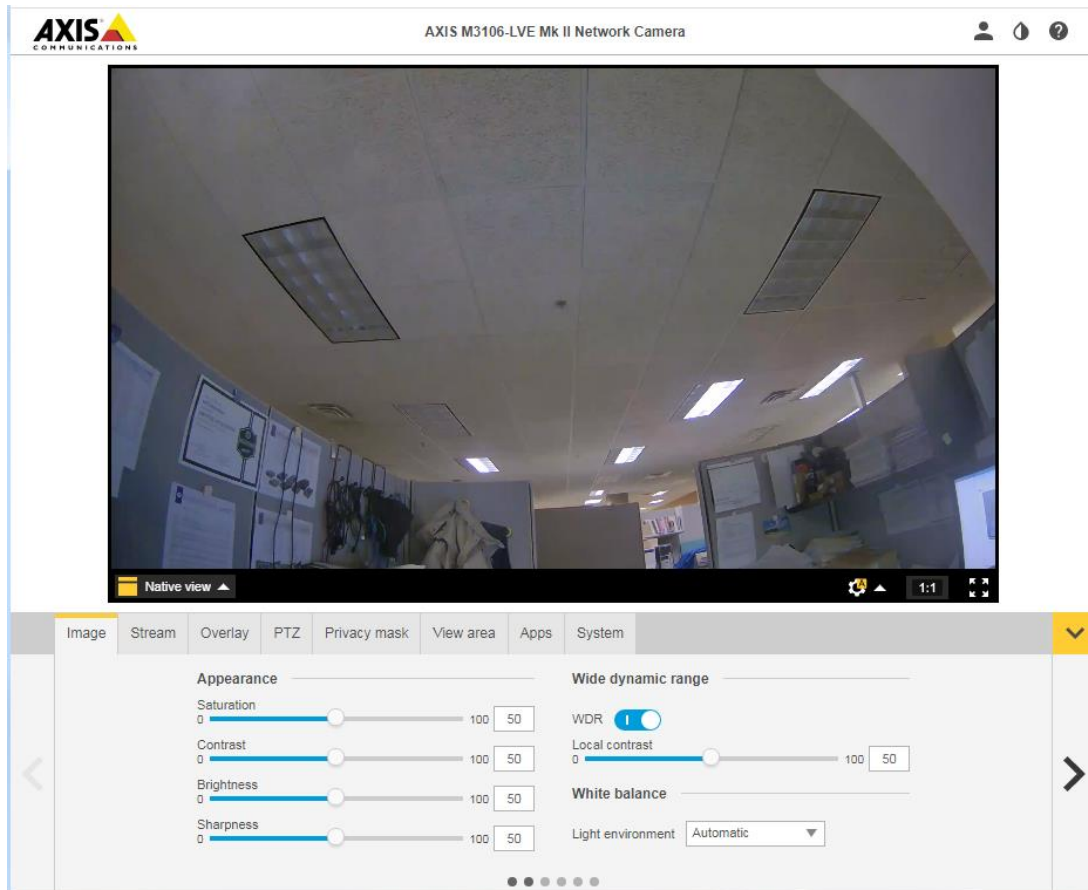 AXIS
COMMUNICATIONS
AXIS M3106-LVE Mk II Network Camera
Native view
A
1:1
Image Stream Overlay PTZ Privacy mask View area Apps System
Appearance
Saturation
0 100 50
Contrast
0 100 50
Brightness
0 100 50
Sharpness
0 100 50
Wide dynamic range
WDR
Local contrast
0 100 50
White balance
Light environment Automatic